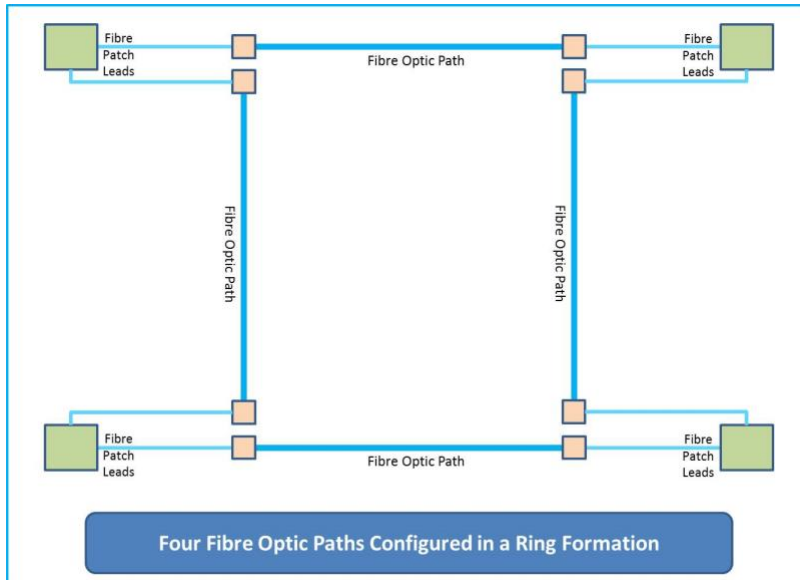 Fibre
Patch
Leads
Fibre Optic Path
Fibre
Patch
Leads
Fibre Optic Path
Fibre Optic Path
Fibre
Patch
Leads
Fibre Optic Path
Fibre
Patch
Leads
Four Fibre Optic Paths Configured in a Ring Formation